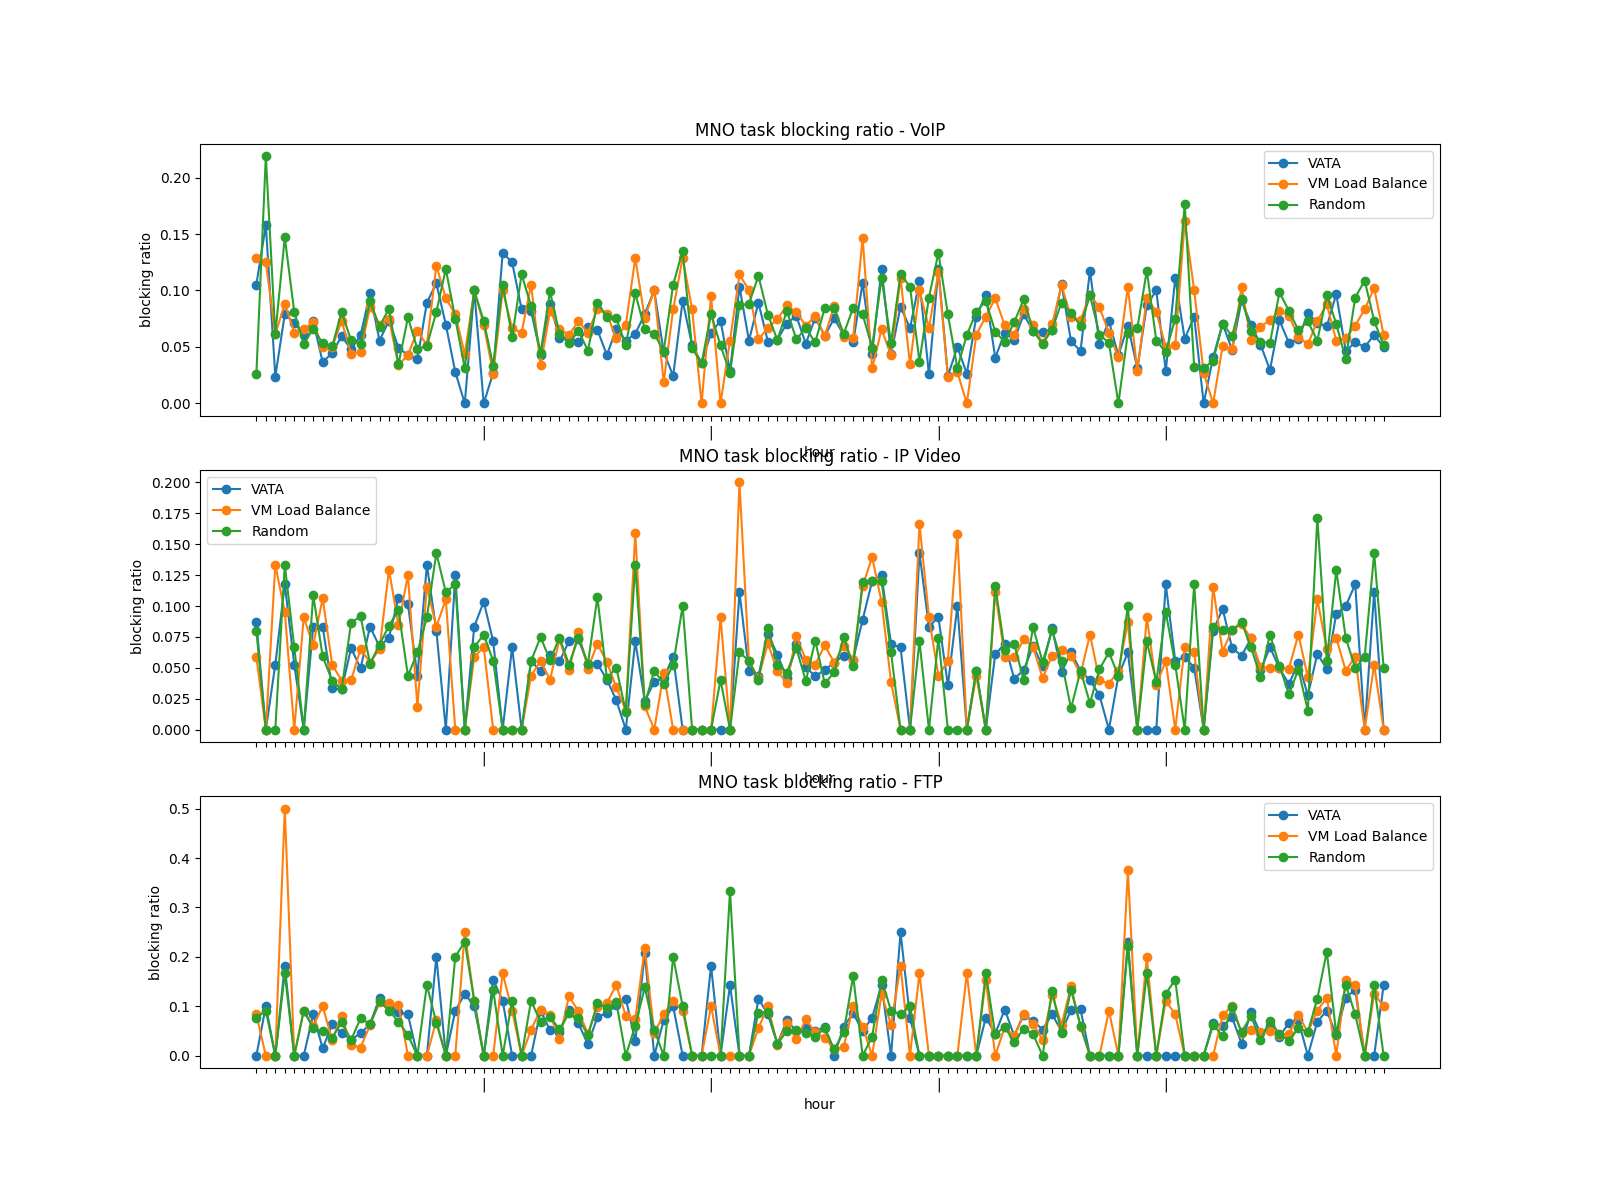 MNO task blocking ratio - VoIP
0.20
0.15
0.10
0.05
0.00
blocking ratio
VATA
VM Load Balance
Random
hour
MNO task blocking ratio - IP Video
0.200
0.175
0.150
0.125
0.100
0.075
0.050
0.025
0.000
blocking ratio
VATA
VM Load Balance
Random
hour
MNO task blocking ratio - FTP
0.5
0.4
0.3
0.2
0.1
0.0
blocking ratio
VATA
VM Load Balance
Random
hour